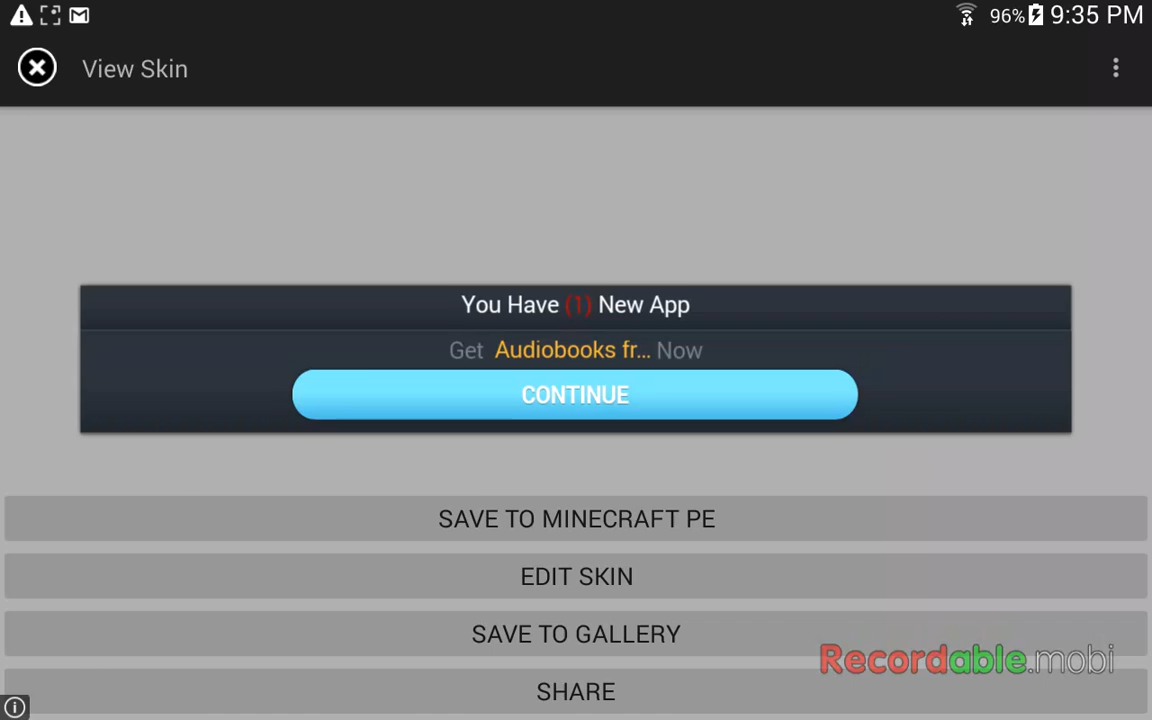 96% 9:35 PM
View Skin
You Have (1) New App
Get Audiobooks fr... Now
CONTINUE
SAVE TO MINECRAFT PE
EDIT SKIN
SAVE TO GALLERY
Recordable.mobi
SHARE